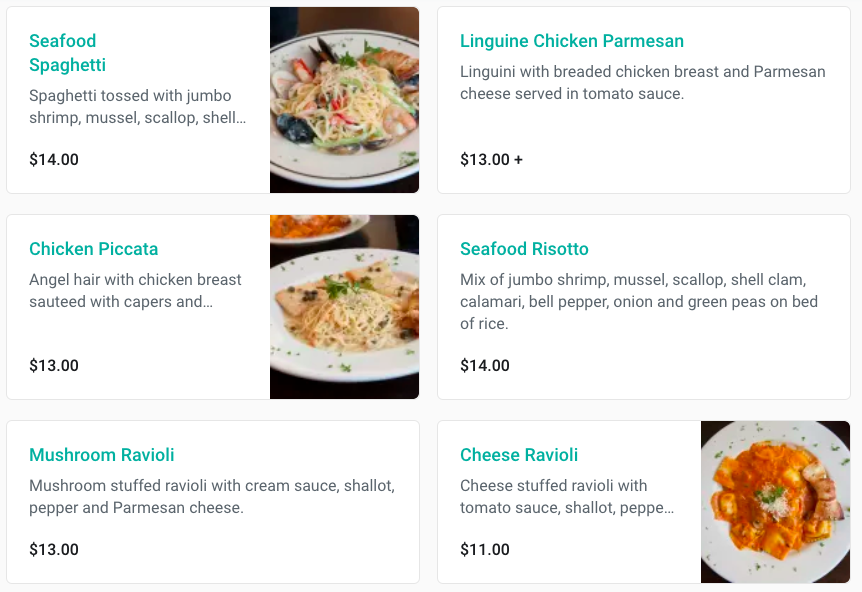 Seafood
Spaghetti
Spaghetti tossed with jumbo
shrimp, mussel, scallop, shell...
$14.00
Linguine Chicken Parmesan
Linguini with breaded chicken breast and Parmesan
cheese served in tomato sauce.
$13.00 +
Chicken Piccata
Angel hair with chicken breast
sauteed with capers and...
$13.00
Seafood Risotto
Mix of jumbo shrimp, mussel, scallop, shell clam,
calamari, bell pepper, onion and green peas on bed
of rice.
$14.00
Mushroom Ravioli
Mushroom stuffed ravioli with cream sauce, shallot,
pepper and Parmesan cheese.
$13.00
Cheese Ravioli
Cheese stuffed ravioli with
tomato sauce, shallot, peppe...
$11.00